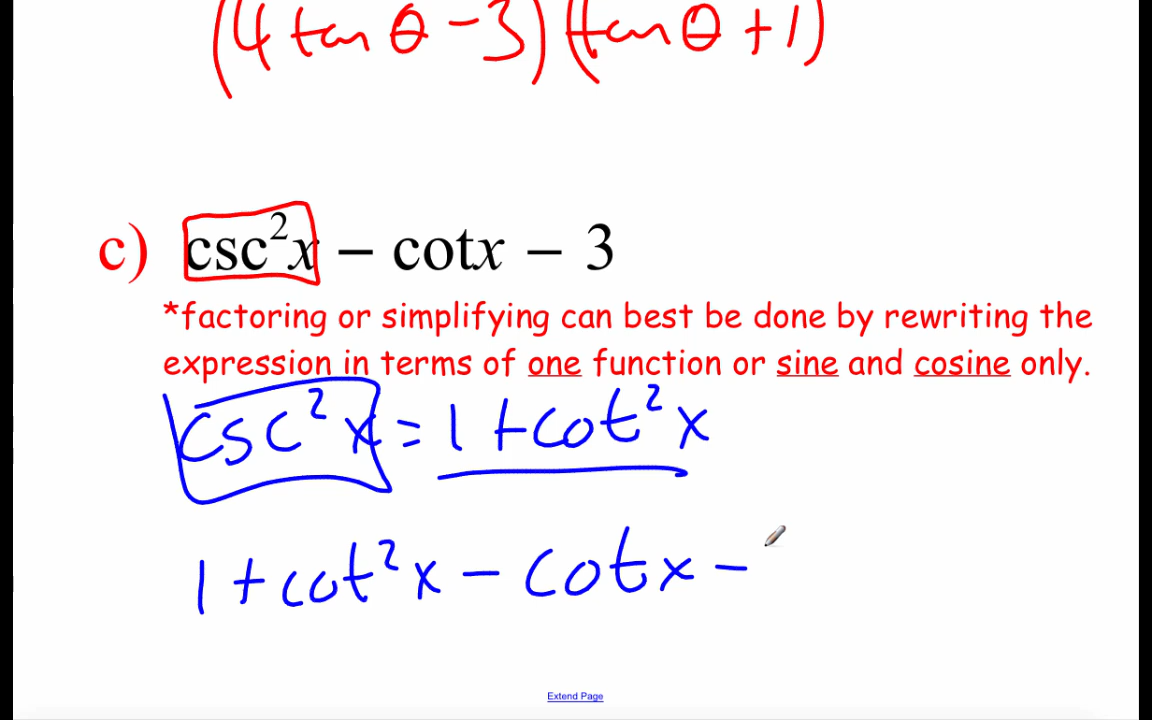 (4 tan θ - 3)(tan θ + 1)
c) csc²x − cotx − 3
*factoring or simplifying can best be done by rewriting the
expression in terms of one function or sine and cosine only.
csc²x = 1 + cot²x
1 + cot²x − cotx −
Extend Page